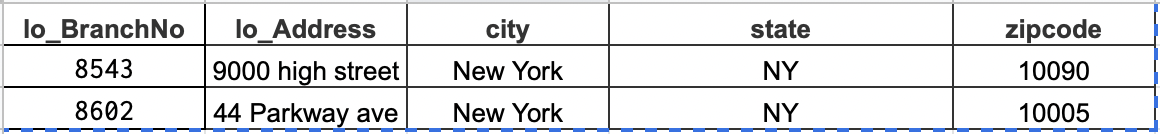 lo_BranchNo lo_Address city state zipcode
8543 9000 high street New York NY 10090
8602 44 Parkway ave New York NY 10005